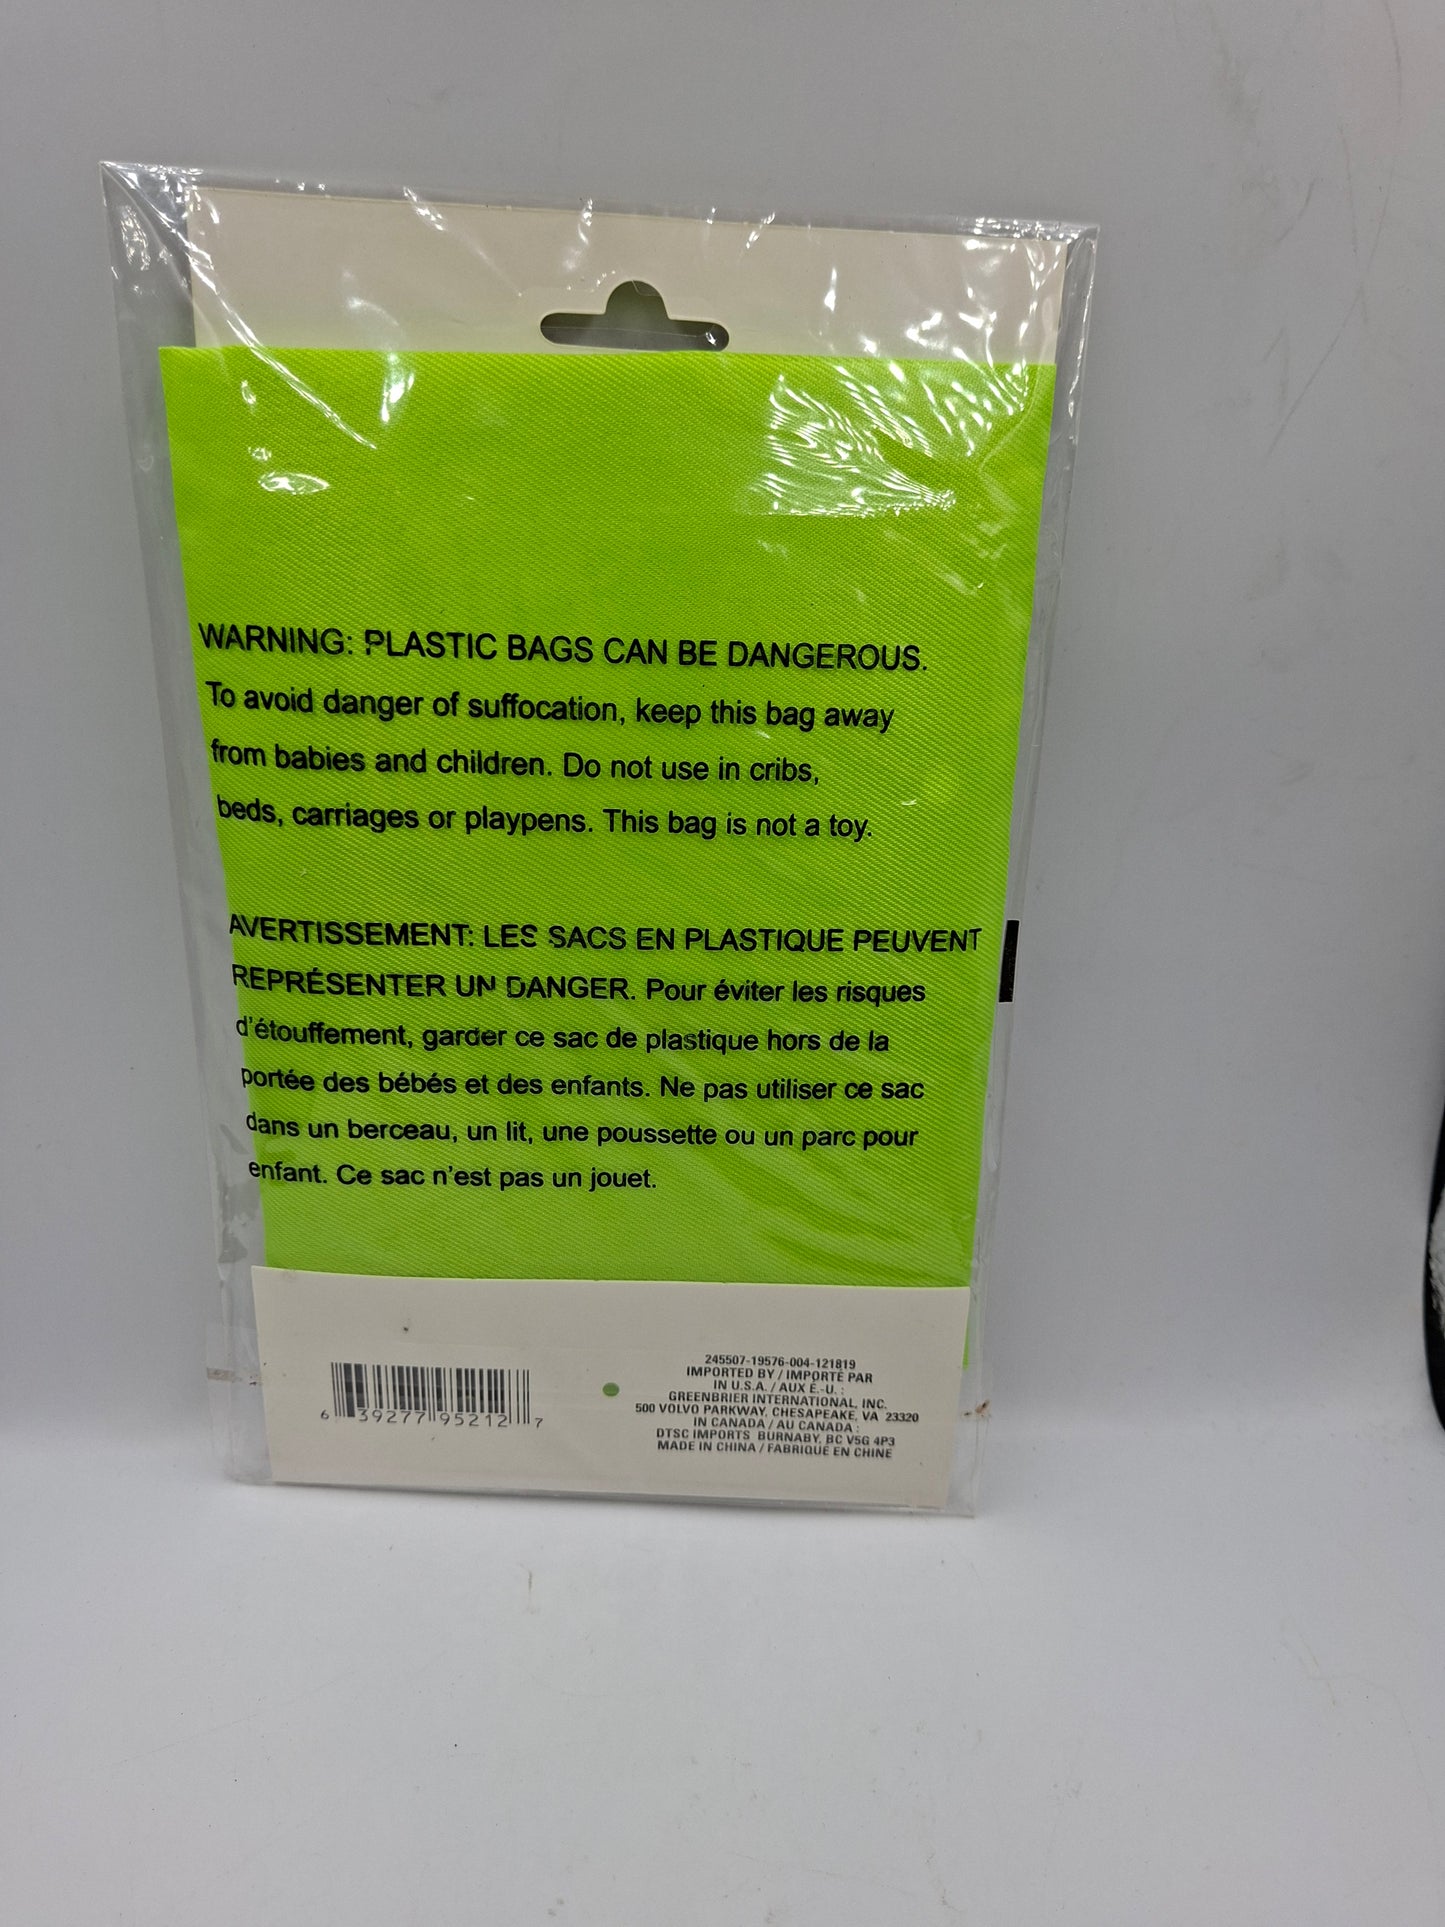 WARNING: PLASTIC BAGS CAN BE DANGEROUS.
To avoid danger of suffocation, keep this bag away
from babies and children. Do not use in cribs,
beds, carriages or playpens. This bag is not a toy.
AVERTISSEMENT: LES SACS EN PLASTIQUE PEUVENT
REPRÉSENTER UN DANGER. Pour éviter les risques
d'étouffement, garder ce sac de plastique hors de la
portée des bébés et des enfants. Ne pas utiliser ce sac
dans un berceau, un lit, une poussette ou un parc pour
enfant. Ce sac n'est pas un jouet.
6 39277 95212 7
245507-19576-004-121819
IMPORTED BY / IMPORTÉ PAR
IN U.S.A. / AUX É.-U. :
GREENBRIER INTERNATIONAL, INC.
500 VOLVO PARKWAY, CHESAPEAKE, VA 23320
IN CANADA / AU CANADA :
DTSC IMPORTS BURNABY, BC V5G 4P3
MADE IN CHINA / FABRIQUÉ EN CHINE